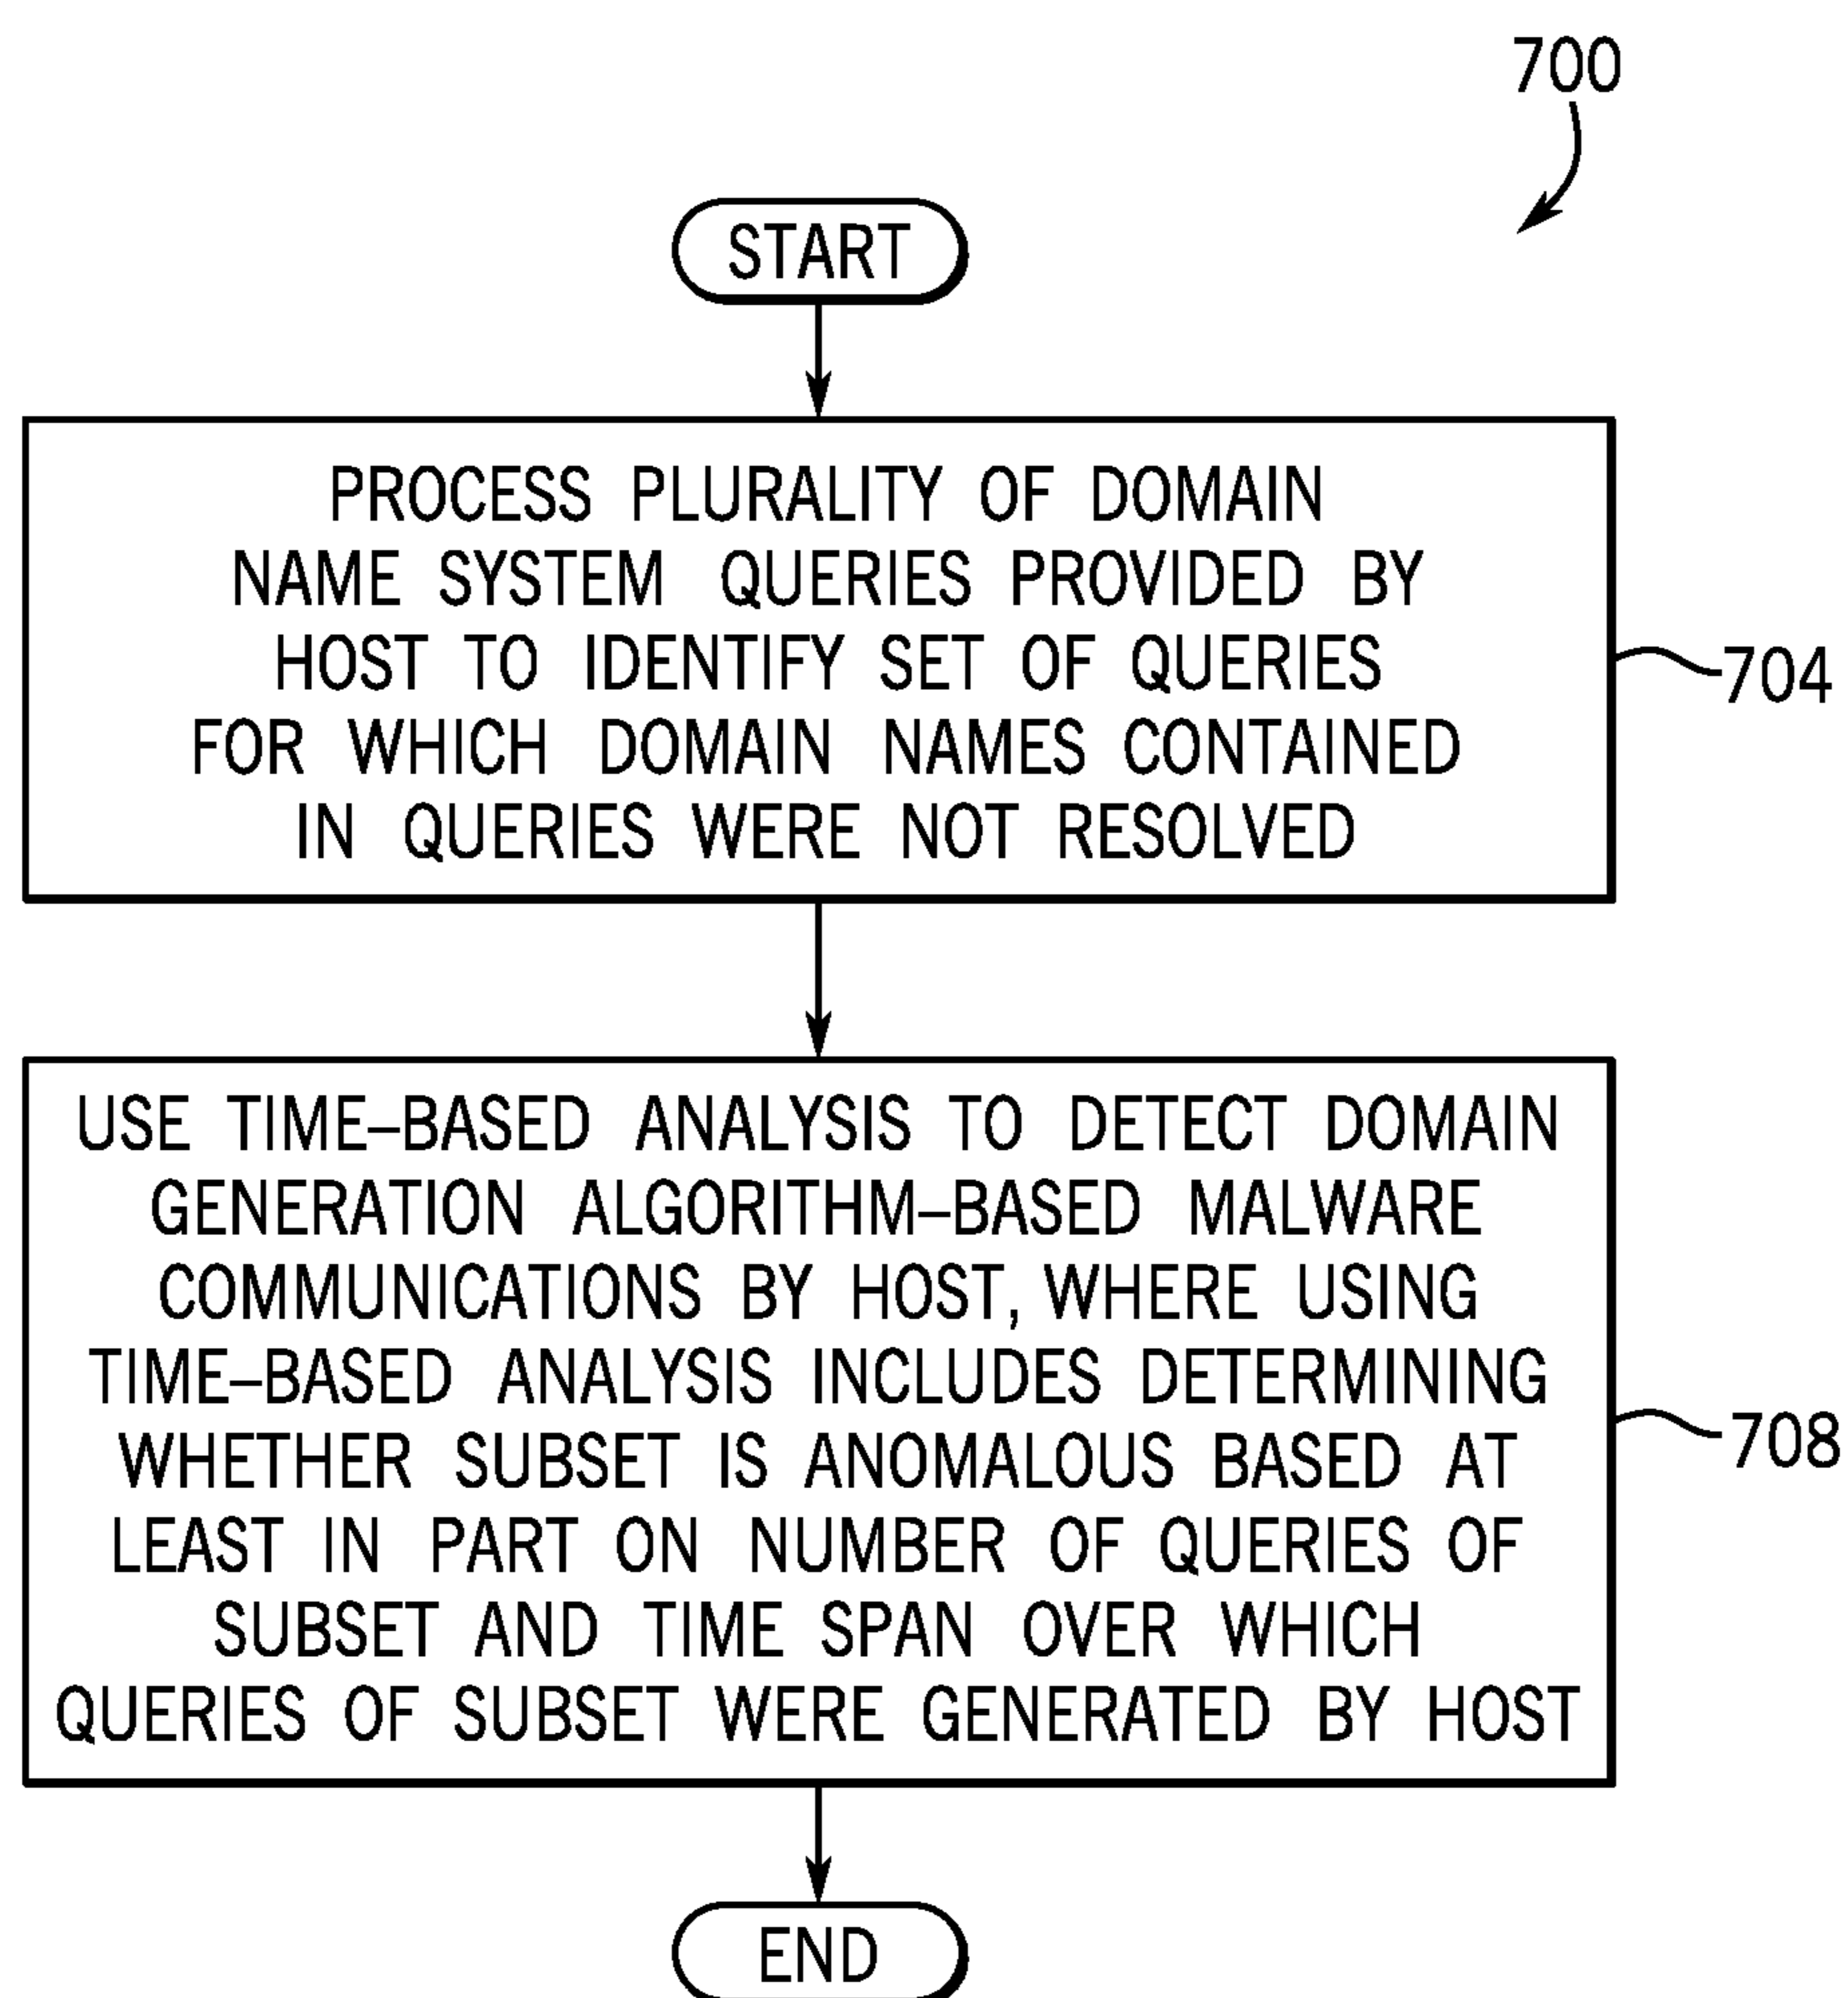 700
START
PROCESS PLURALITY OF DOMAIN
NAME SYSTEM QUERIES PROVIDED BY
HOST TO IDENTIFY SET OF QUERIES
FOR WHICH DOMAIN NAMES CONTAINED
IN QUERIES WERE NOT RESOLVED
704
USE TIME–BASED ANALYSIS TO DETECT DOMAIN
GENERATION ALGORITHM–BASED MALWARE
COMMUNICATIONS BY HOST, WHERE USING
TIME–BASED ANALYSIS INCLUDES DETERMINING
WHETHER SUBSET IS ANOMALOUS BASED AT
LEAST IN PART ON NUMBER OF QUERIES OF
SUBSET AND TIME SPAN OVER WHICH
QUERIES OF SUBSET WERE GENERATED BY HOST
708
END